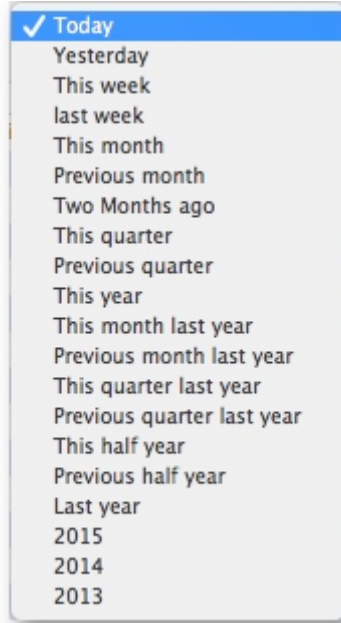 Today
Yesterday
This week
last week
This month
Previous month
Two Months ago
This quarter
Previous quarter
This year
This month last year
Previous month last year
This quarter last year
Previous quarter last year
This half year
Previous half year
Last year
2015
2014
2013